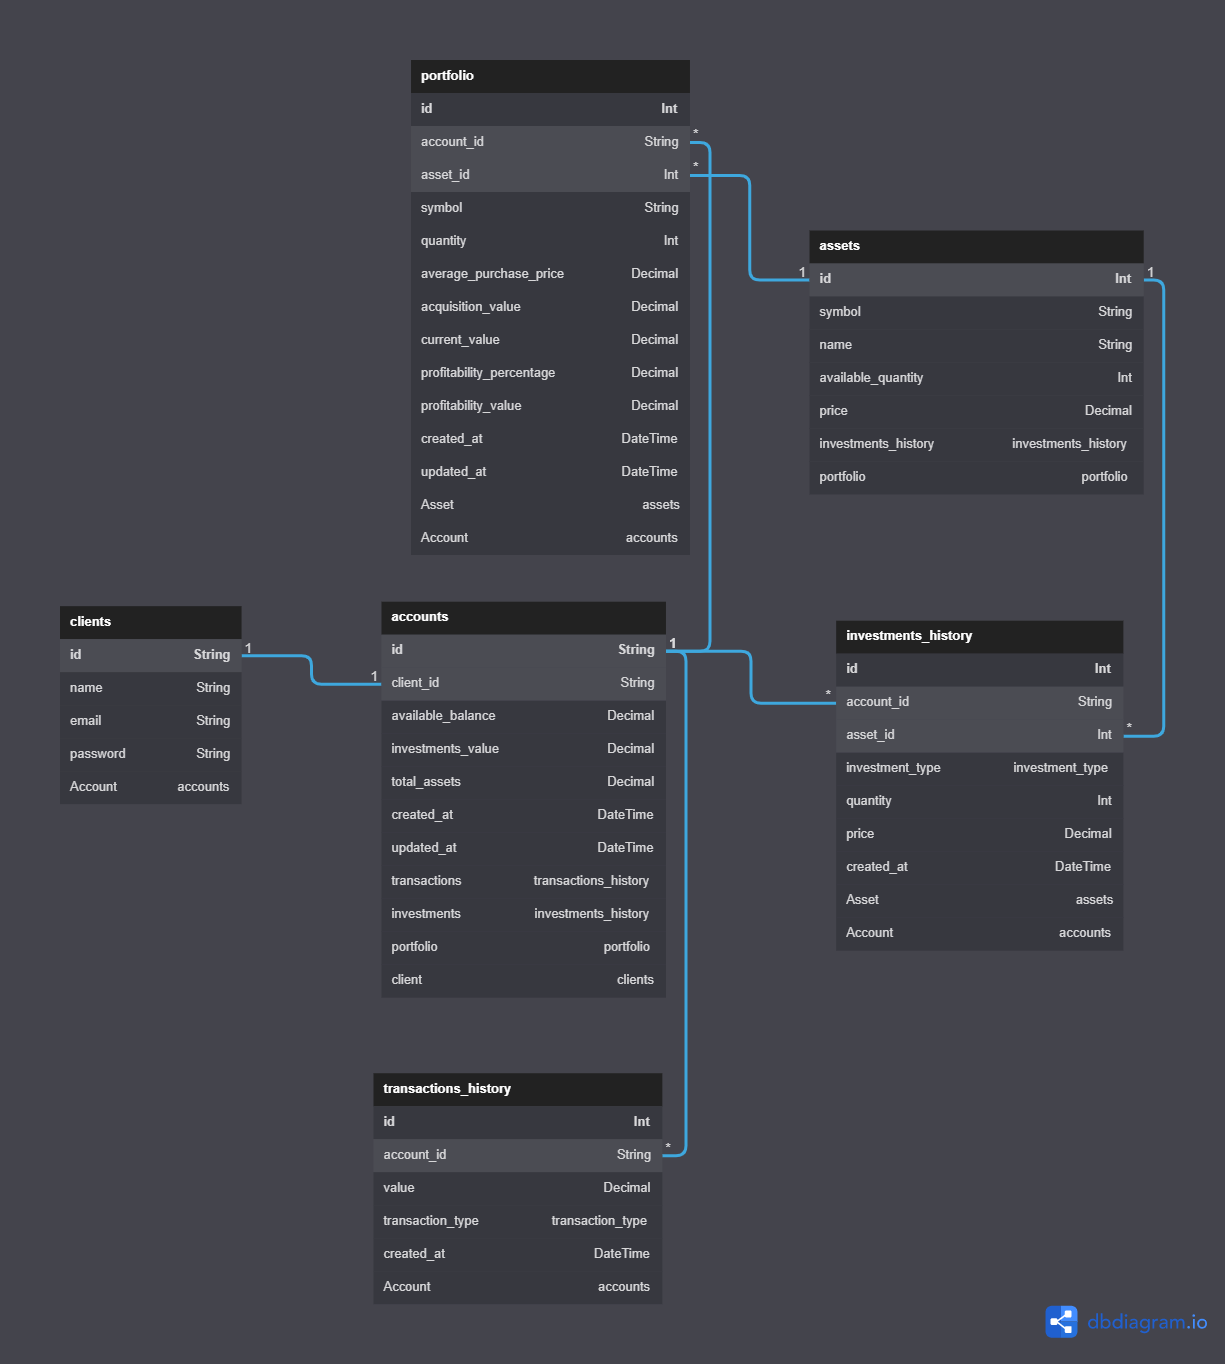 portfolio
id Int
account_id String *
asset_id Int *
symbol String
quantity Int
average_purchase_price Decimal
acquisition_value Decimal
current_value Decimal
profitability_percentage Decimal
profitability_value Decimal
created_at DateTime
updated_at DateTime
Asset assets
Account accounts
assets
1 id Int 1
symbol String
name String
available_quantity Int
price Decimal
investments_history investments_history
portfolio portfolio
clients
id String 1
name String
email String
password String
Account accounts
accounts
id String 1
1 client_id String
available_balance Decimal
investments_value Decimal
total_assets Decimal
created_at DateTime
updated_at DateTime
transactions transactions_history
investments investments_history
portfolio portfolio
client clients
investments_history
id Int
* account_id String
asset_id Int *
investment_type investment_type
quantity Int
price Decimal
created_at DateTime
Asset assets
Account accounts
transactions_history
id Int
account_id String *
value Decimal
transaction_type transaction_type
created_at DateTime
Account accounts
dbdiagram.io